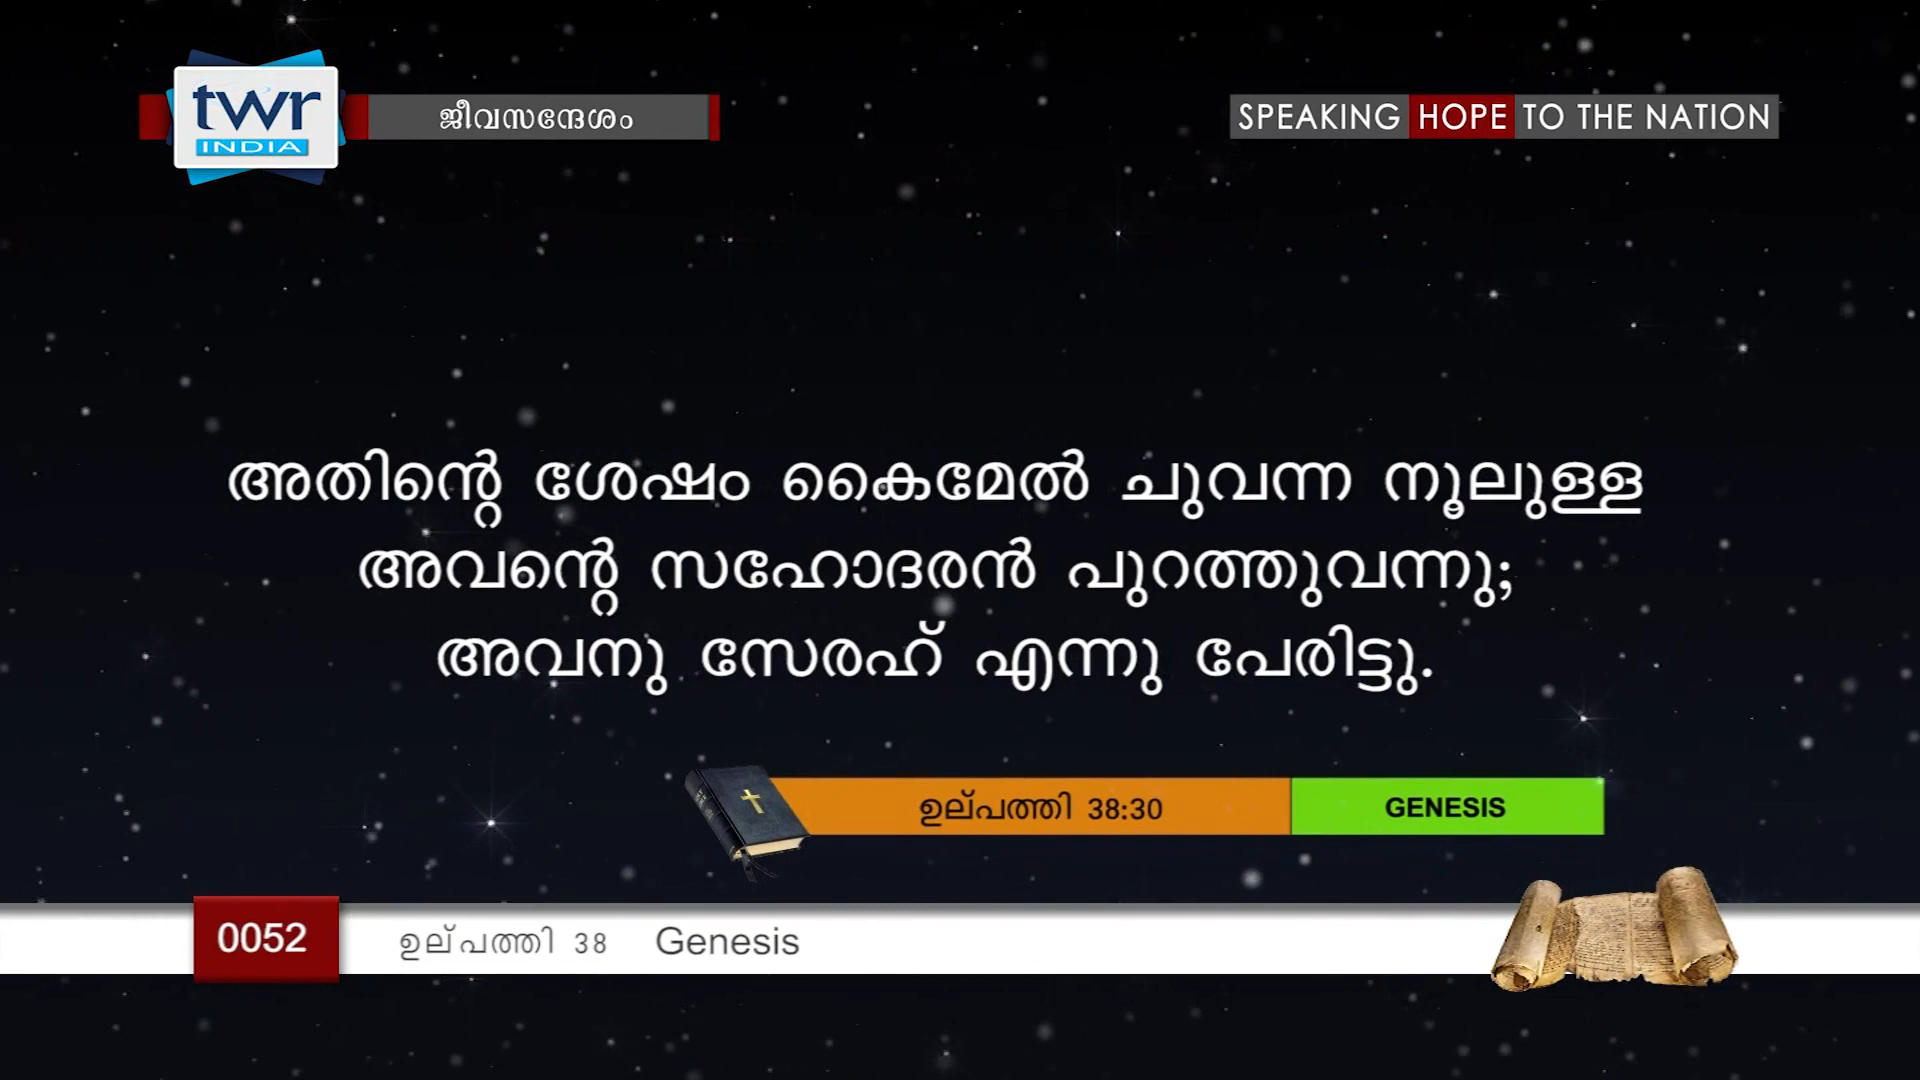 twr
INDIA
ജീവസന്ദേശം
SPEAKING HOPE TO THE NATION
അതിന്റെ ശേഷം കൈമേൽ ചുവന്ന നൂലുള്ള
അവന്റെ സഹോദരൻ പുറത്തുവന്നു;
അവനു സേരഹ് എന്നു പേരിട്ടു.
ഉല്പത്തി 38:30
GENESIS
0052
ഉല്പത്തി 38 Genesis